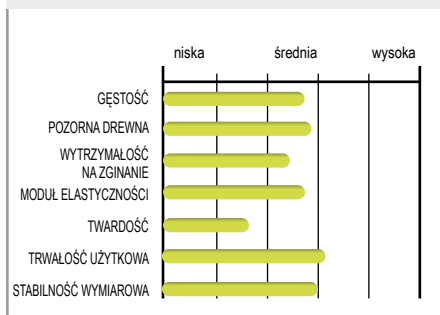 niska średnia wysoka
GĘSTOŚĆ
POZORNA DREWNA
WYTRZYMAŁOŚĆ
NA ZGINANIE
MODUŁ ELASTYCZNOŚCI
TWARDOŚĆ
TRWAŁOŚĆ UŻYTKOWA
STABILNOŚĆ WYMIAROWA